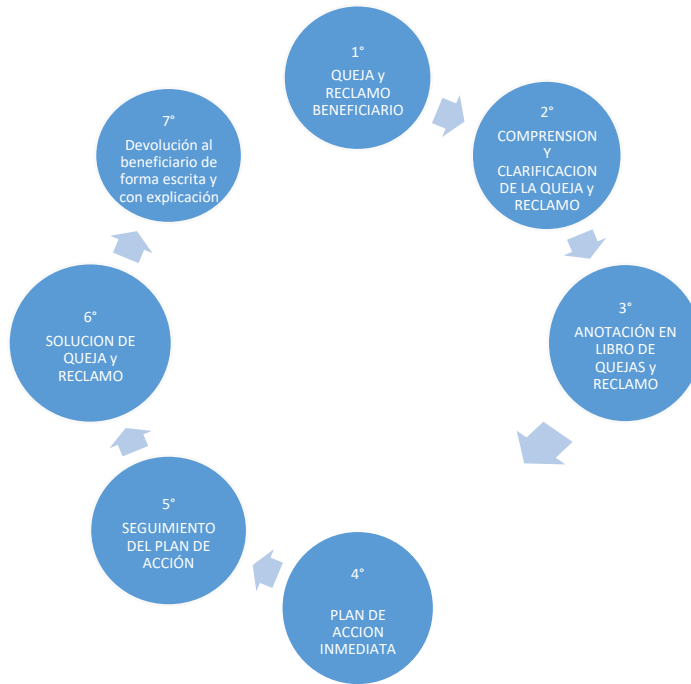 1°
QUEJA y
RECLAMO
BENEFICIARIO
2°
COMPRENSION
Y
CLARIFICACION
DE LA QUEJA y
RECLAMO
3°
ANOTACIÓN EN
LIBRO DE
QUEJAS y
RECLAMO
4°
PLAN DE
ACCION
INMEDIATA
5°
SEGUIMIENTO
DEL PLAN DE
ACCIÓN
6°
SOLUCION DE
QUEJA y
RECLAMO
7°
Devolución al
beneficiario de
forma escrita y
con explicación